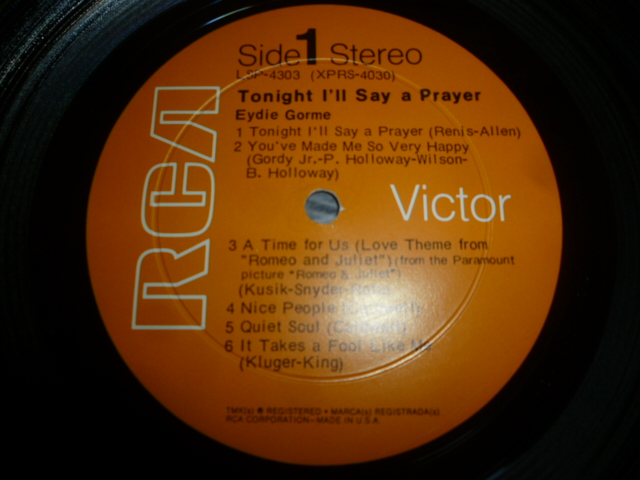 Side 1 Stereo
LSP-4303 (XPRS-4030)
Tonight I'll Say a Prayer
Eydie Gorme
1 Tonight I'll Say a Prayer (Renis-Allen)
2 You've Made Me So Very Happy
(Gordy Jr.-P. Holloway-Wilson-
B. Holloway)
RCA
Victor
3 A Time for Us (Love Theme from
"Romeo and Juliet") (from the Paramount
picture "Romeo & Juliet")
(Kusik-Snyder-Rota)
4 Nice People
5 Quiet Soul
6 It Takes a Fool Like Me
(Kluger-King)
TMK(s) ® REGISTERED • MARCA(s) REGISTRADA(s)
RCA CORPORATION—MADE IN U.S.A.